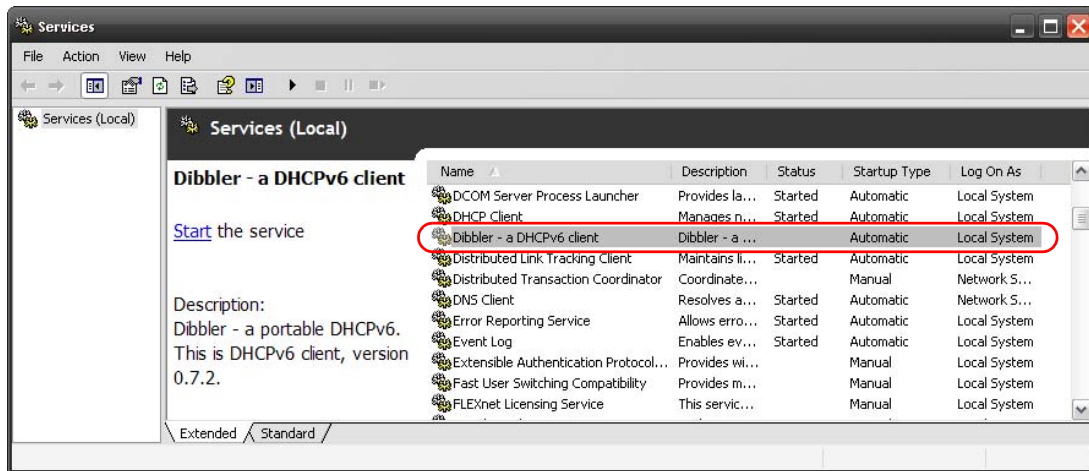 Services
File Action View Help
Services (Local)
Services (Local)
Dibbler - a DHCPv6 client
Start the service
Description:
Dibbler - a portable DHCPv6.
This is DHCPv6 client, version
0.7.2.
Name Description Status Startup Type Log On As
DCOM Server Process Launcher Provides la... Started Automatic Local System
DHCP Client Manages n... Started Automatic Local System
Dibbler - a DHCPv6 client Dibbler - a ... Automatic Local System
Distributed Link Tracking Client Maintains li... Started Automatic Local System
Distributed Transaction Coordinator Coordinate... Manual Network S...
DNS Client Resolves a... Started Automatic Network S...
Error Reporting Service Allows erro... Started Automatic Local System
Event Log Enables ev... Started Automatic Local System
Extensible Authentication Protocol... Provides wi... Manual Local System
Fast User Switching Compatibility Provides m... Manual Local System
FLEXnet Licensing Service This servic... Manual Local System
Extended Standard